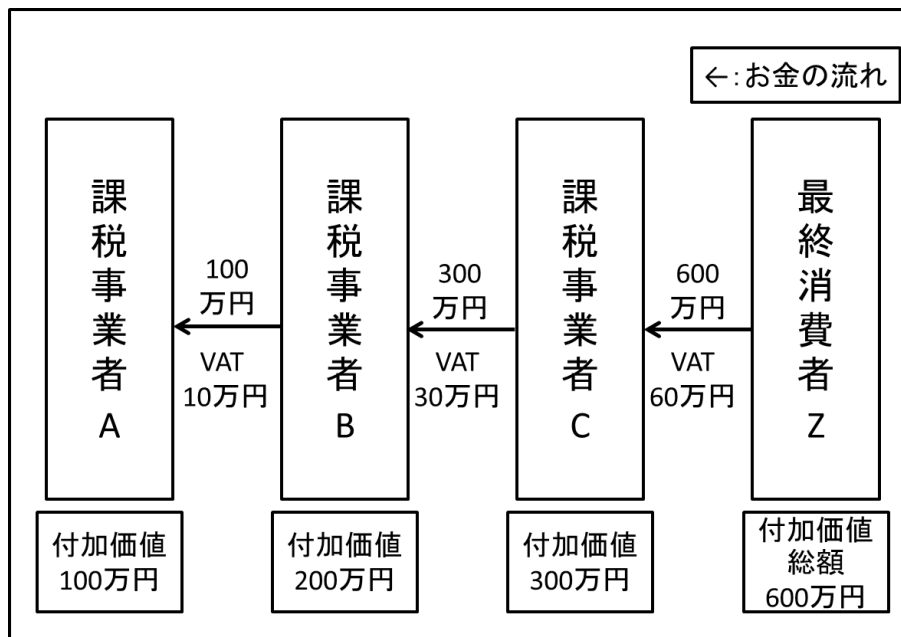 ←:お金の流れ
課税事業者A
100
万円
VAT
10万円
課税事業者B
300
万円
VAT
30万円
課税事業者C
600
万円
VAT
60万円
最終消費者Z
付加価値
100万円
付加価値
200万円
付加価値
300万円
付加価値
総額
600万円